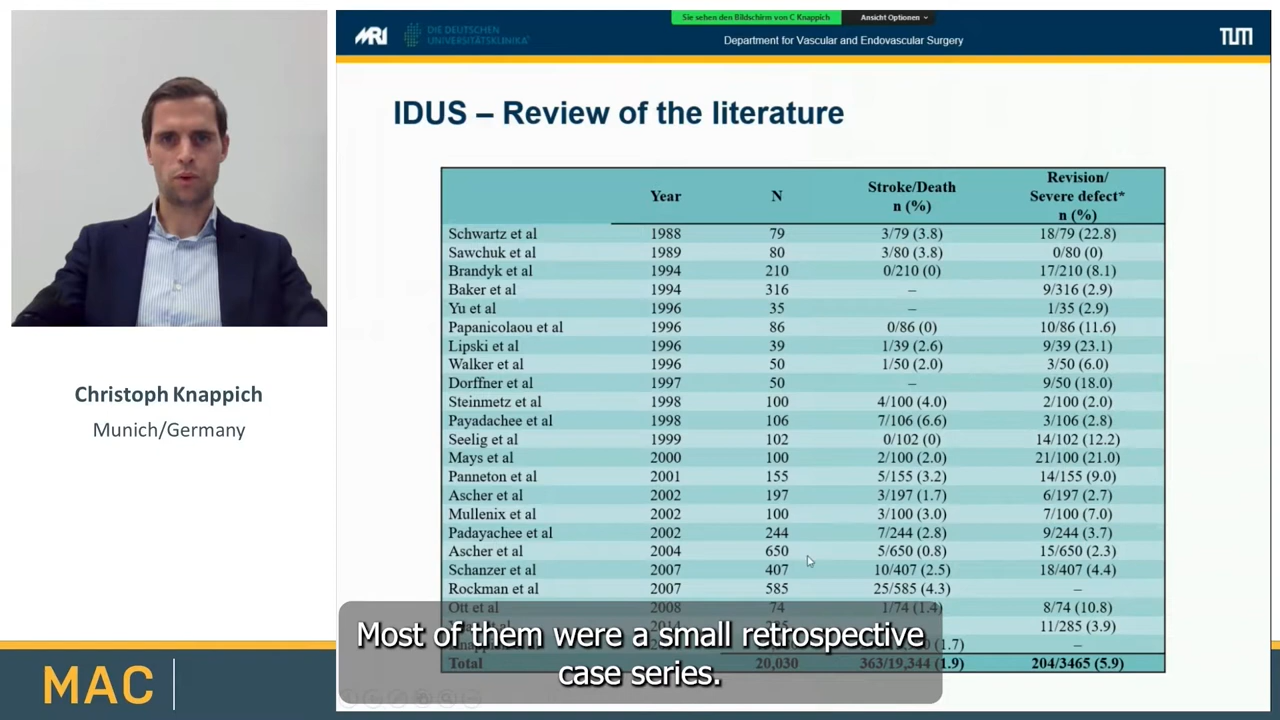 Sie sehen den Bildschirm von C Knappich
Ansicht Optionen
MRI
DIE DEUTSCHEN
UNIVERSITÄTSKLINIKA
Department for Vascular and Endovascular Surgery
TUM
IDUS – Review of the literature
Year N Stroke/Death n (%) Revision/ Severe defect* n (%)
Schwartz et al 1988 79 3/79 (3.8) 18/79 (22.8)
Sawchuk et al 1989 80 3/80 (3.8) 0/80 (0)
Brandyk et al 1994 210 0/210 (0) 17/210 (8.1)
Baker et al 1994 316 – 9/316 (2.9)
Yu et al 1996 35 – 1/35 (2.9)
Papanicolaou et al 1996 86 0/86 (0) 10/86 (11.6)
Lipski et al 1996 39 1/39 (2.6) 9/39 (23.1)
Walker et al 1996 50 1/50 (2.0) 3/50 (6.0)
Dorffner et al 1997 50 – 9/50 (18.0)
Steinmetz et al 1998 100 4/100 (4.0) 2/100 (2.0)
Payadachee et al 1998 106 7/106 (6.6) 3/106 (2.8)
Seelig et al 1999 102 0/102 (0) 14/102 (12.2)
Mays et al 2000 100 2/100 (2.0) 21/100 (21.0)
Panneton et al 2001 155 5/155 (3.2) 14/155 (9.0)
Ascher et al 2002 197 3/197 (1.7) 6/197 (2.7)
Mullenix et al 2002 100 3/100 (3.0) 7/100 (7.0)
Padayachee et al 2002 244 7/244 (2.8) 9/244 (3.7)
Ascher et al 2004 650 5/650 (0.8) 15/650 (2.3)
Schanzer et al 2007 407 10/407 (2.5) 18/407 (4.4)
Rockman et al 2007 585 25/585 (4.3) –
Ott et al 2008 74 1/74 (1.4) 8/74 (10.8)
11/285 (3.9)
(1.7) –
Total 20,030 363/19,344 (1.9) 204/3465 (5.9)
Most of them were a small retrospective
case series.
Christoph Knappich
Munich/Germany
MAC